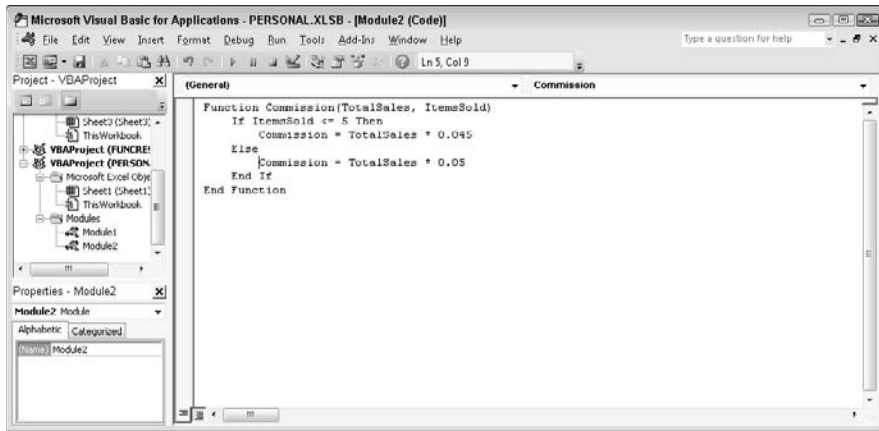 Microsoft Visual Basic for Applications - PERSONAL.XLSB - [Module2 (Code)]
File Edit View Insert Format Debug Run Tools Add-Ins Window Help Type a question for help
Ln 5, Col 9
Project - VBAProject
(General) Commission
Function Commission(TotalSales, ItemsSold)
If ItemsSold <= 5 Then
Commission = TotalSales * 0.045
Else
Commission = TotalSales * 0.05
End If
End Function
Sheet3 (Sheet3)
ThisWorkbook
VBAProject (FUNCRE
VBAProject (PERSON
Microsoft Excel Obje
Sheet1 (Sheet1)
ThisWorkbook
Modules
Module1
Module2
Properties - Module2
Module2 Module
Alphabetic Categorized
(Name) Module2